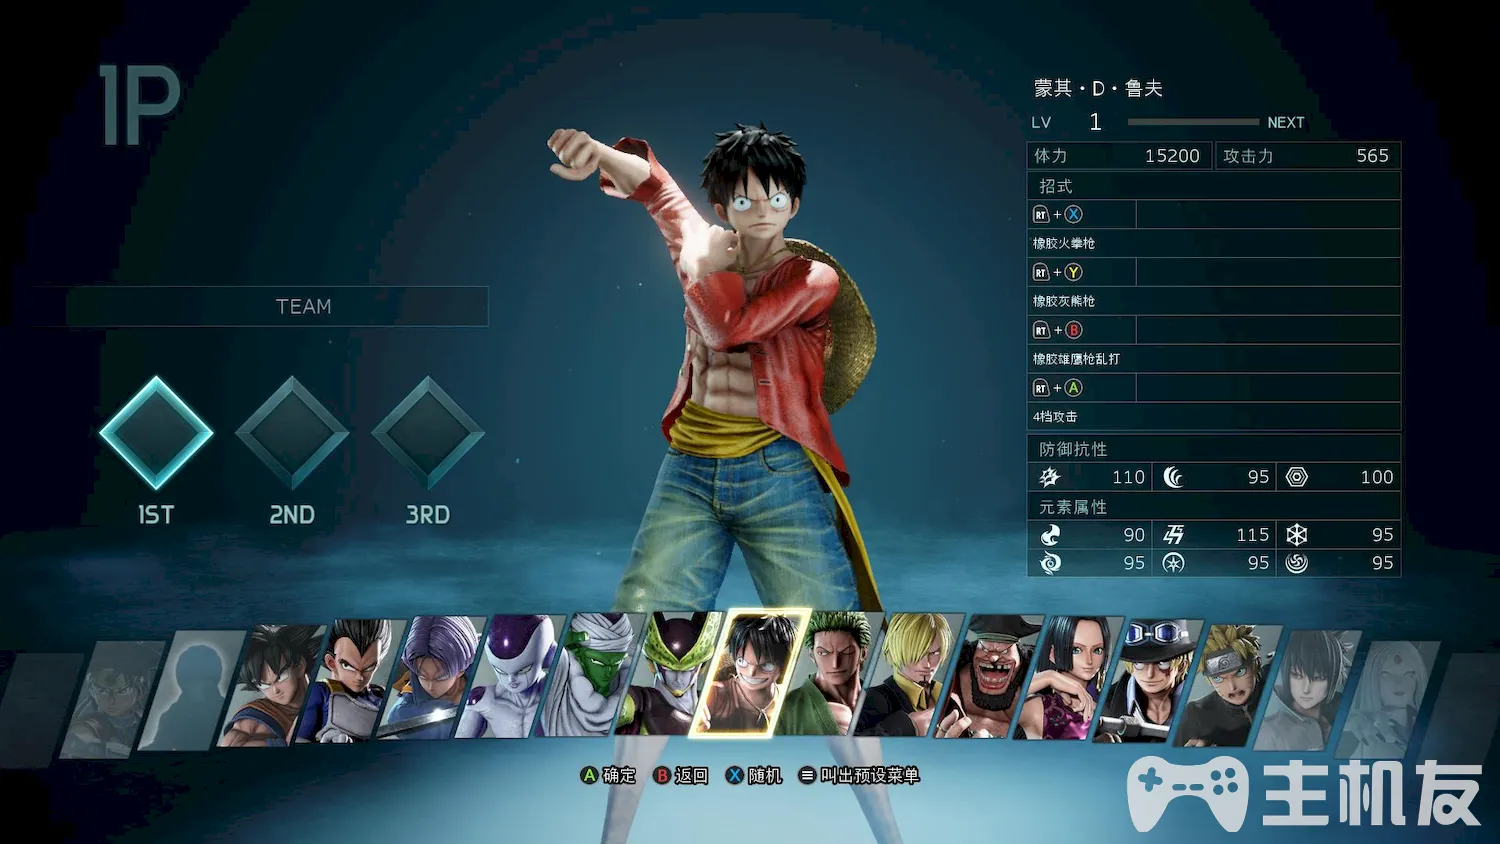 1P
蒙其·D·鲁夫
LV 1 NEXT
体力 15200 攻击力 565
招式
RT + X
橡胶火拳枪
RT + Y
橡胶灰熊枪
RT + B
橡胶雄鹰枪乱打
RT + A
4档攻击
防御抗性
110 95 100
元素属性
90 115 95
95 95 95
TEAM
1ST 2ND 3RD
A 确定 B 返回 X 随机 叫出预设菜单
主机友